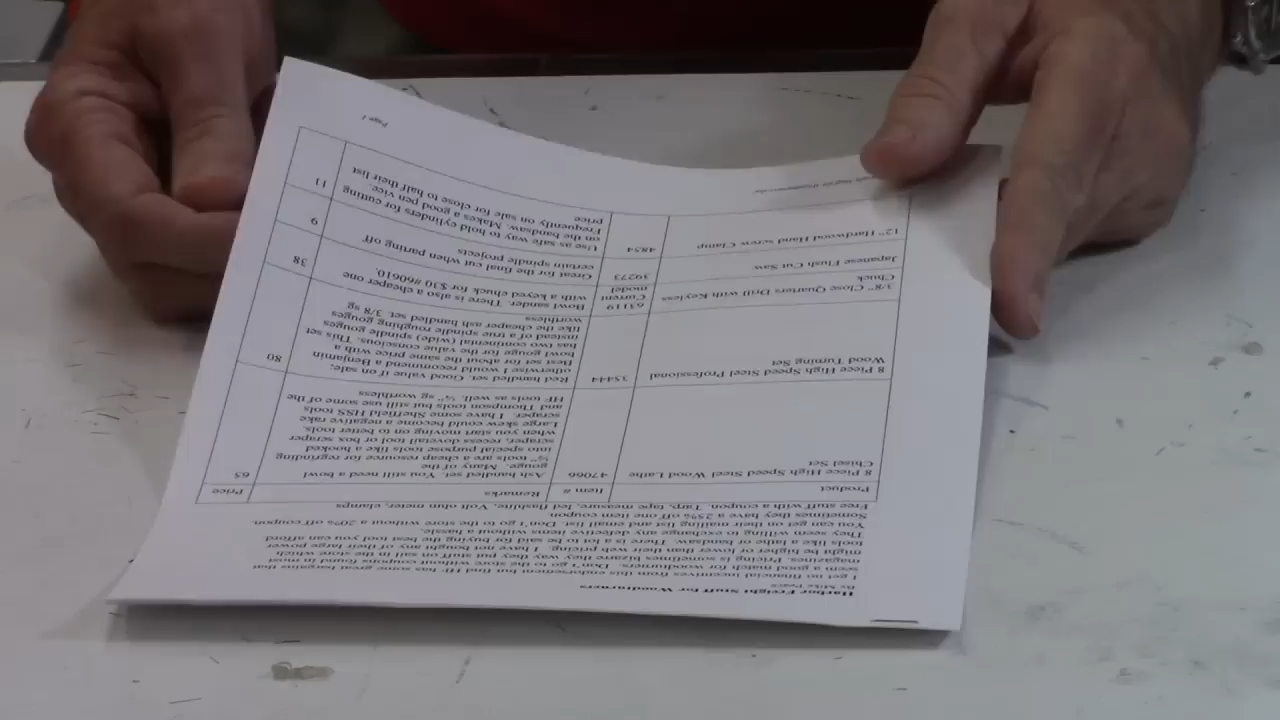 Harbor Freight Stuff for Woodturners
By Mike Peace
I get no financial incentives from this endorsement but find HF has some great bargains that
seem a good match for woodturners. Don't go to the store without coupons found in most
magazines. Pricing is sometimes bizarre by way they put stuff on sail in the store which
might be higher or lower than their web pricing. I have not bought any of their large power
tools like a lathe or bandsaw. There is a lot to be said for buying the best tool you can afford.
They seem willing to exchange any defective items without a hassle.
You can get on their mailing list and email list. Don't go to the store without a 20% off coupon.
Sometimes they have a 25% off one item coupon.
Free stuff with a coupon. Tarp, tape measure, led flashlite, Volt ohm meter, clamps
Product Item # Remarks Price
8 Piece High Speed Steel Wood Lathe
Chisel Set
47066
Ash handled set. You still need a bowl
gouge. Many of the
½" tools are a cheap resource for regrinding
into special purpose tools like a hooked
scraper, recess dovetail tool or box scraper
when you start moving on to better tools.
Large skew could become a negative rake
scraper. I have some Sheffield HSS tools
and Thompson tools but still use some of the
HF tools as well. ¼" sg worthless
65
8 Piece High Speed Steel Professional
Wood Turning Set
35444
Red handled set. Good value if on sale;
otherwise I would recommend a Benjamin
Best set for about the same price with a
bowl gouge for the value conscious. This set
has two continental (wide) spindle gouges
instead of a true spindle roughing gouges
like the cheaper ash handled set. 3/8 sg
worthless
80
3/8" Close Quarters Drill with Keyless
Chuck
63119
Current
model
Bowl sander. There is also a cheaper one
with a keyed chuck for $30 #60610.
38
Japanese Flush Cut Saw
39273
Great for the final cut when parting off
certain spindle projects
9
12" Hardwood Hand screw Clamp
4854
Use as safe way to hold cylinders for cutting
on the bandsaw. Makes a good pen vice.
Frequently on sale for close to half their list
price
11
Page 1